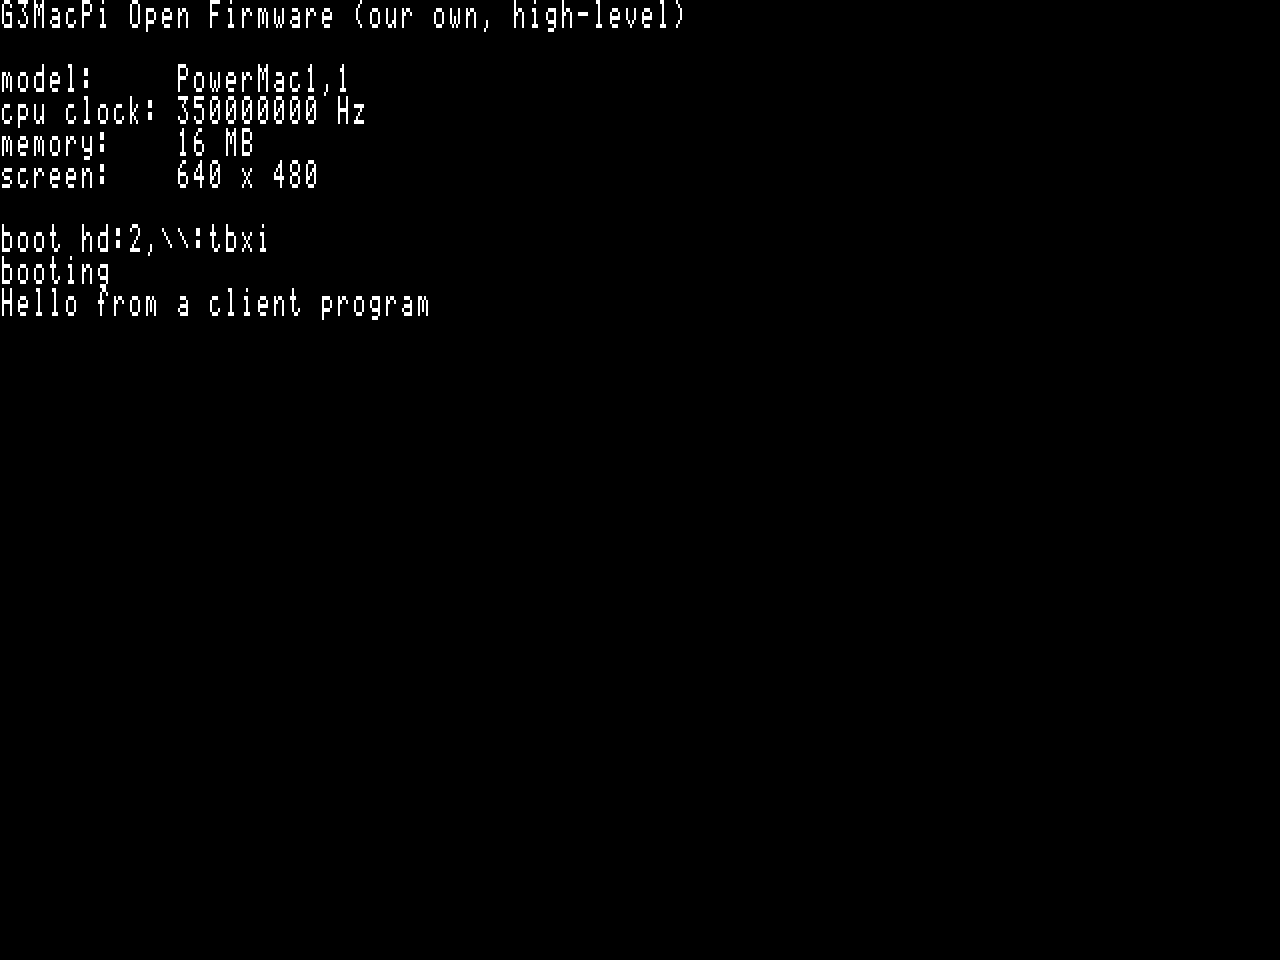 G3MacPi Open Firmware (our own, high-level)
model: PowerMac1,1
cpu clock: 350000000 Hz
memory: 16 MB
screen: 640 x 480
boot hd:2,\\:tbxi
booting
Hello from a client program